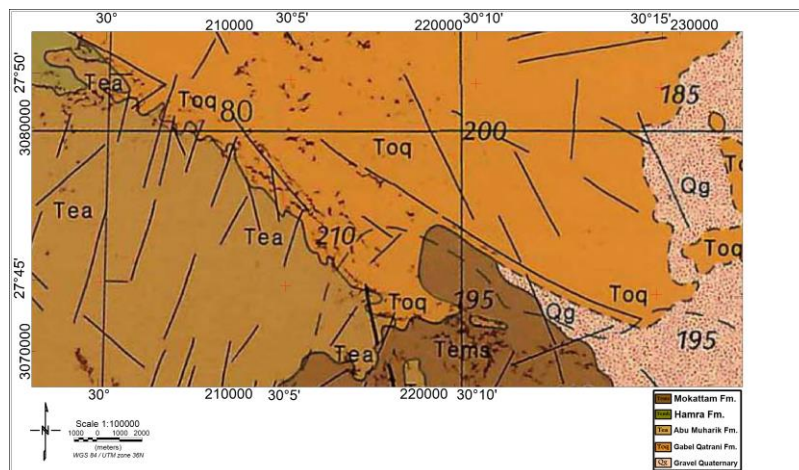 30° 210000 30°5' 220000 30°10' 30°15' 230000
27°50'
Tea
185
Toq
80
3080000
Toq
200
Qg
Tea
Tea
210
Toq
27°45'
Toq
195
Qg
Toq
195
3070000
Tea
Tems
30° 210000 30°5' 220000 30°10'
N
Scale 1:100000
1000 0 1000 2000
(meters)
WGS 84 / UTM zone 36N
Mokattam Fm.
Hamra Fm.
Tea Abu Muharik Fm.
Toq Gabel Qatrani Fm.
Qg Gravel Quaternary